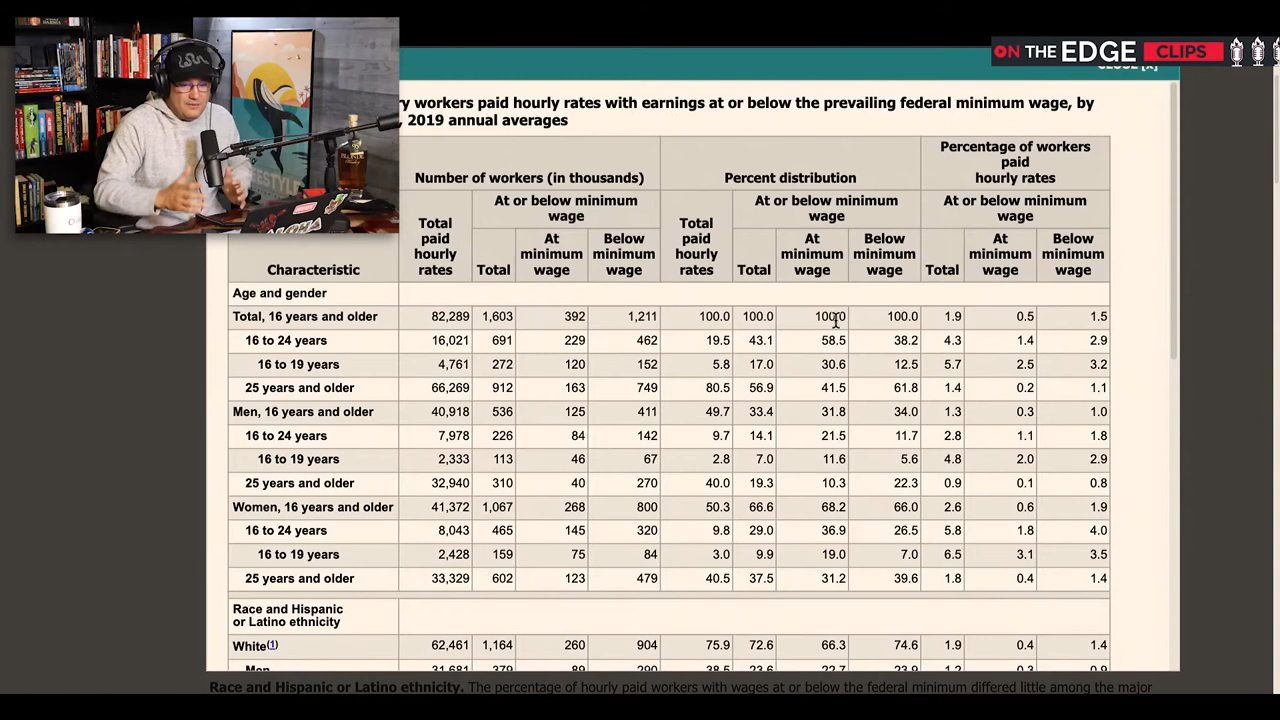 ON THE EDGE CLIPS
CLOSE [x]
y workers paid hourly rates with earnings at or below the prevailing federal minimum wage, by
, 2019 annual averages
Characteristic
Number of workers (in thousands)
Percent distribution
Percentage of workers
paid
hourly rates
Total
paid
hourly
rates
At or below minimum
wage
Total
paid
hourly
rates
At or below minimum
wage
At or below minimum
wage
Total
At
minimum
wage
Below
minimum
wage
Total
At
minimum
wage
Below
minimum
wage
Total
At
minimum
wage
Below
minimum
wage
Age and gender
Total, 16 years and older 82,289 1,603 392 1,211 100.0 100.0 100.0 100.0 1.9 0.5 1.5
16 to 24 years 16,021 691 229 462 19.5 43.1 58.5 38.2 4.3 1.4 2.9
16 to 19 years 4,761 272 120 152 5.8 17.0 30.6 12.5 5.7 2.5 3.2
25 years and older 66,269 912 163 749 80.5 56.9 41.5 61.8 1.4 0.2 1.1
Men, 16 years and older 40,918 536 125 411 49.7 33.4 31.8 34.0 1.3 0.3 1.0
16 to 24 years 7,978 226 84 142 9.7 14.1 21.5 11.7 2.8 1.1 1.8
16 to 19 years 2,333 113 46 67 2.8 7.0 11.6 5.6 4.8 2.0 2.9
25 years and older 32,940 310 40 270 40.0 19.3 10.3 22.3 0.9 0.1 0.8
Women, 16 years and older 41,372 1,067 268 800 50.3 66.6 68.2 66.0 2.6 0.6 1.9
16 to 24 years 8,043 465 145 320 9.8 29.0 36.9 26.5 5.8 1.8 4.0
16 to 19 years 2,428 159 75 84 3.0 9.9 19.0 7.0 6.5 3.1 3.5
25 years and older 33,329 602 123 479 40.5 37.5 31.2 39.6 1.8 0.4 1.4
Race and Hispanic
or Latino ethnicity
White(1) 62,461 1,164 260 904 75.9 72.6 66.3 74.6 1.9 0.4 1.4
Men 31,681 379 89 290 38.5 23.6 22.7 23.9 1.2 0.3 0.9
Race and Hispanic or Latino ethnicity. The percentage of hourly paid workers with wages at or below the federal minimum differed little among the major